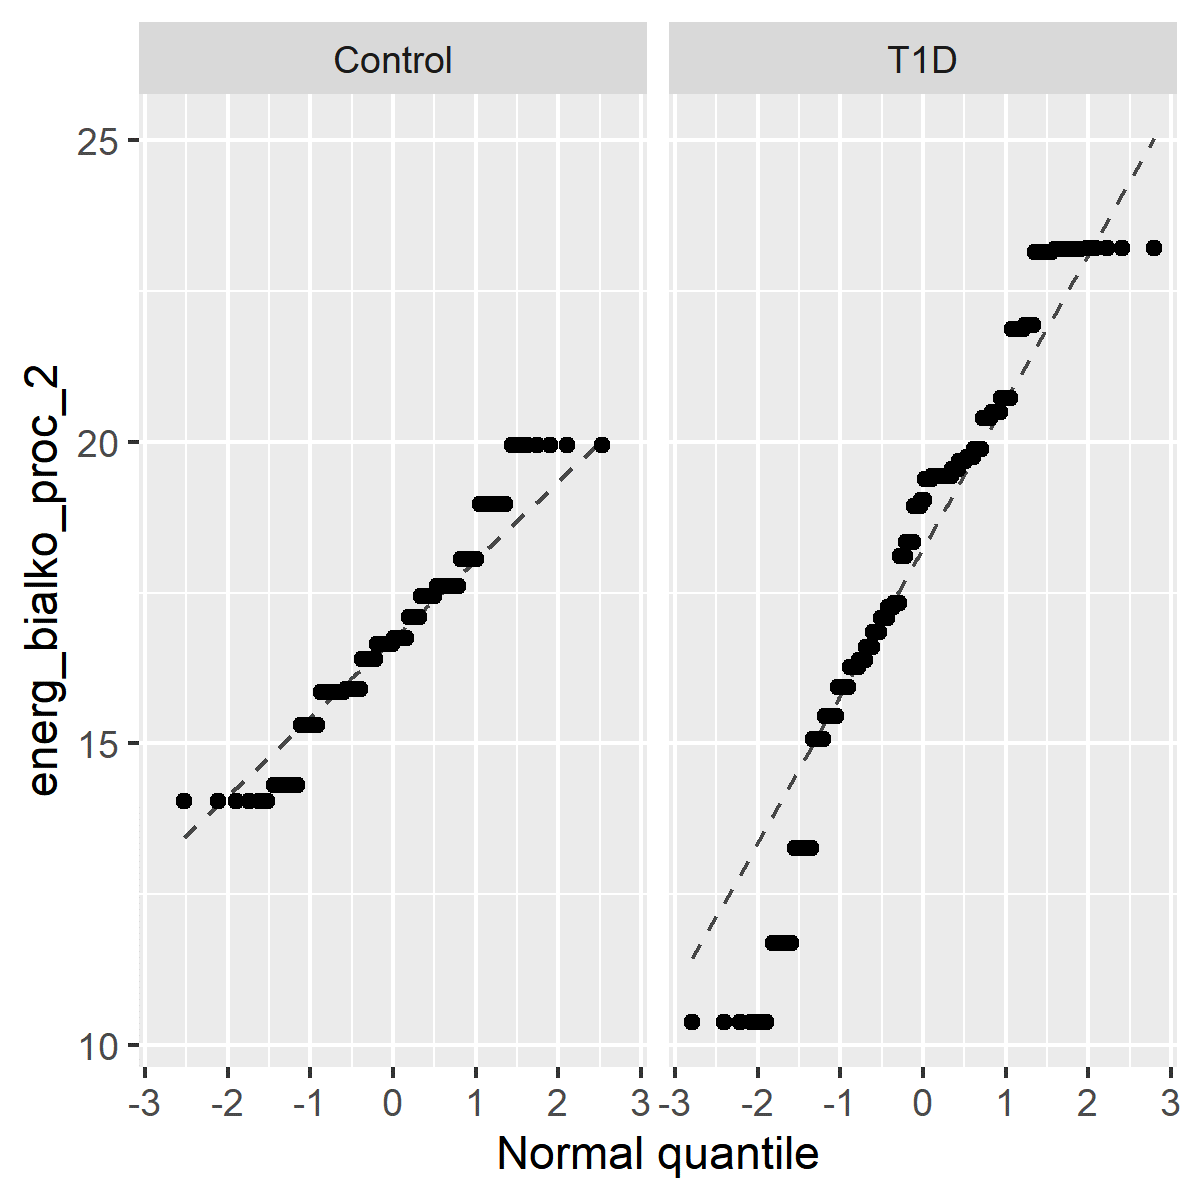 Control T1D
energ_bialko_proc_2
25
20
15
10
-3 -2 -1 0 1 2 3 -3 -2 -1 0 1 2 3
Normal quantile